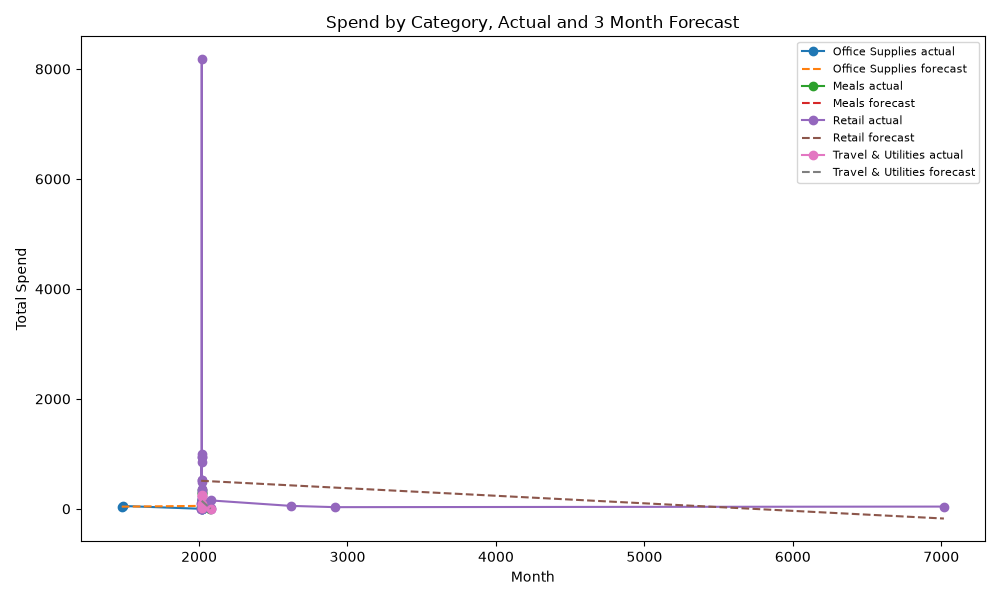 Spend by Category, Actual and 3 Month Forecast
Total Spend
8000
6000
4000
2000
0
Office Supplies actual
Office Supplies forecast
Meals actual
Meals forecast
Retail actual
Retail forecast
Travel & Utilities actual
Travel & Utilities forecast
2000 3000 4000 5000 6000 7000
Month